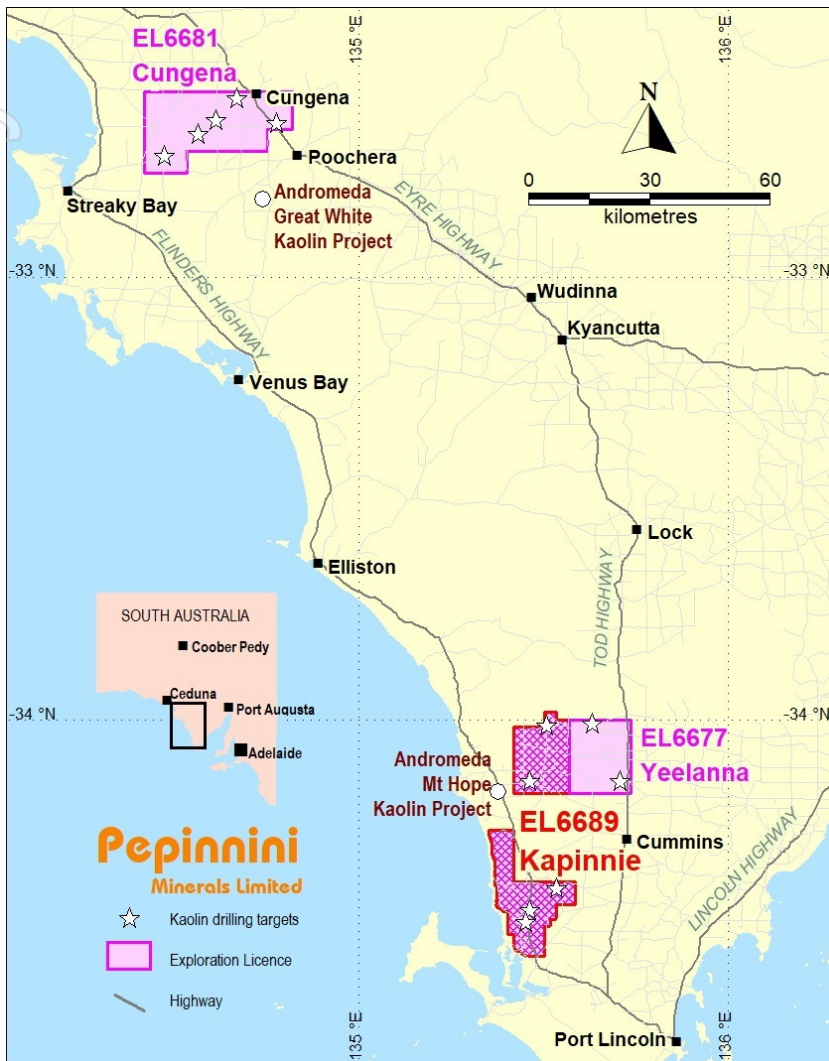 135 °E
136 °E
EL6681
Cungena
Cungena
Poochera
N
0 30 60
kilometres
Streaky Bay
Andromeda
Great White
Kaolin Project
EYRE HIGHWAY
FLINDERS HIGHWAY
-33 °N
-33 °N
Wudinna
Kyancutta
Venus Bay
Lock
Elliston
TOD HIGHWAY
SOUTH AUSTRALIA
Coober Pedy
Ceduna
Port Augusta
Adelaide
-34 °N
-34 °N
EL6677
Yeelanna
Andromeda
Mt Hope
Kaolin Project
EL6689
Kapinnie
Cummins
LINCOLN HIGHWAY
Pepinnini
Minerals Limited
Kaolin drilling targets
Exploration Licence
Highway
Port Lincoln
135 °E
136 °E